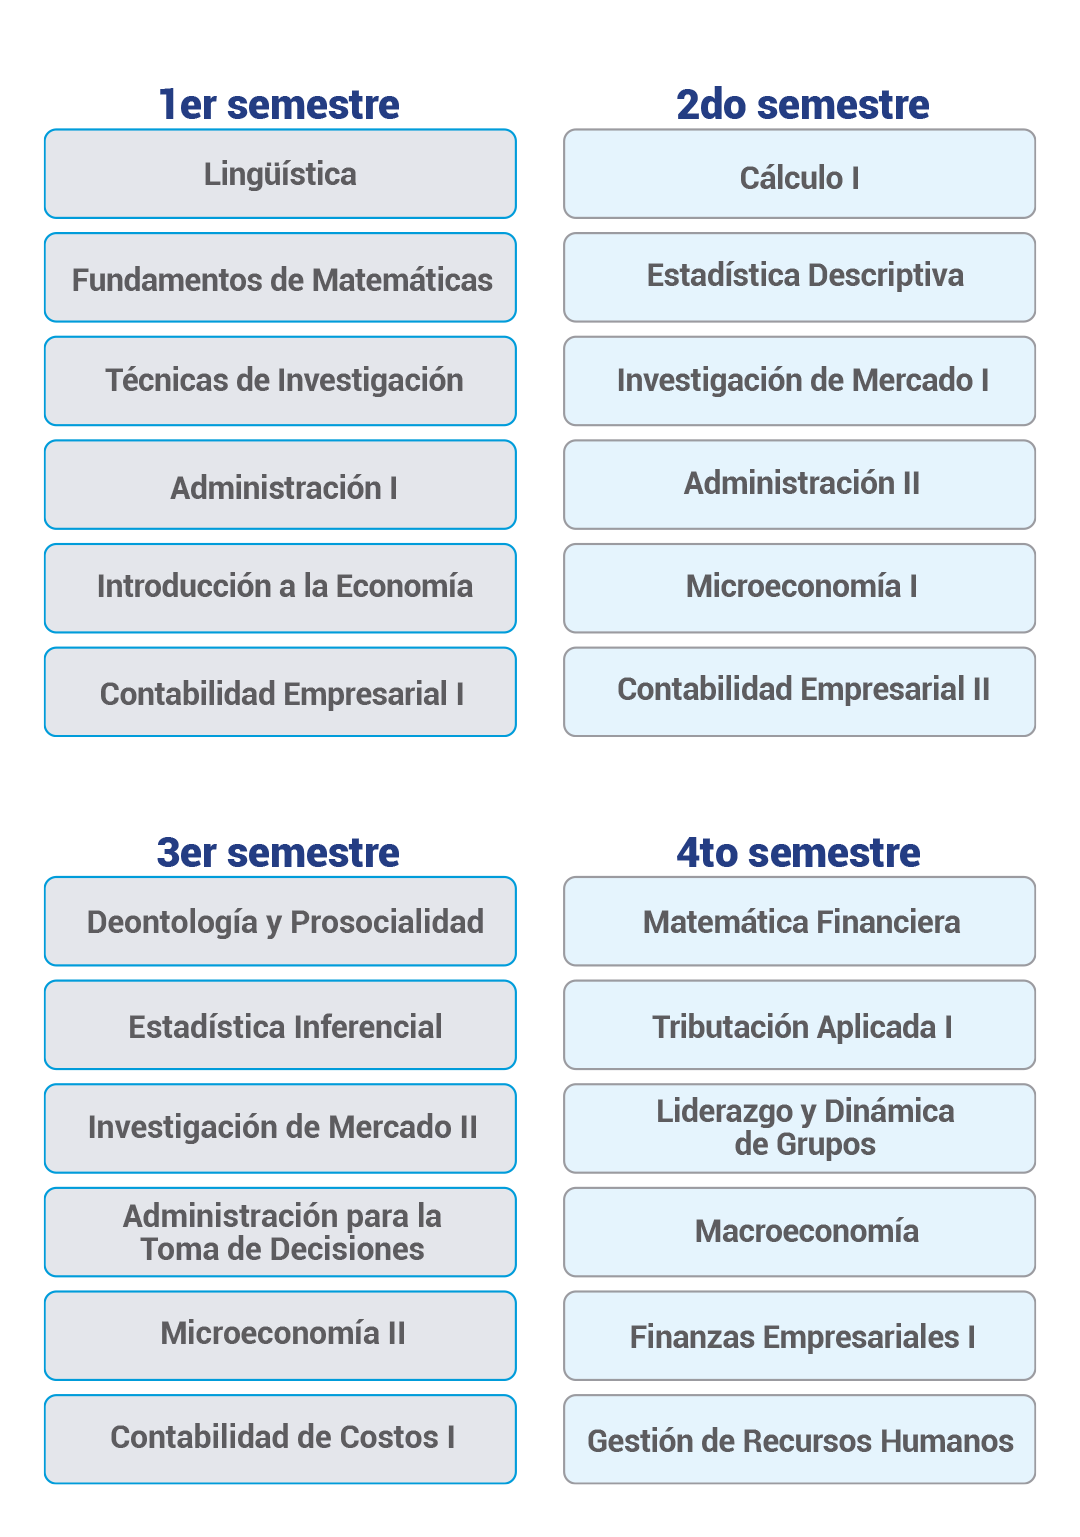 1er semestre
Lingüística
Fundamentos de Matemáticas
Técnicas de Investigación
Administración I
Introducción a la Economía
Contabilidad Empresarial I
2do semestre
Cálculo I
Estadística Descriptiva
Investigación de Mercado I
Administración II
Microeconomía I
Contabilidad Empresarial II
3er semestre
Deontología y Prosocialidad
Estadística Inferencial
Investigación de Mercado II
Administración para la
Toma de Decisiones
Microeconomía II
Contabilidad de Costos I
4to semestre
Matemática Financiera
Tributación Aplicada I
Liderazgo y Dinámica
de Grupos
Macroeconomía
Finanzas Empresariales I
Gestión de Recursos Humanos